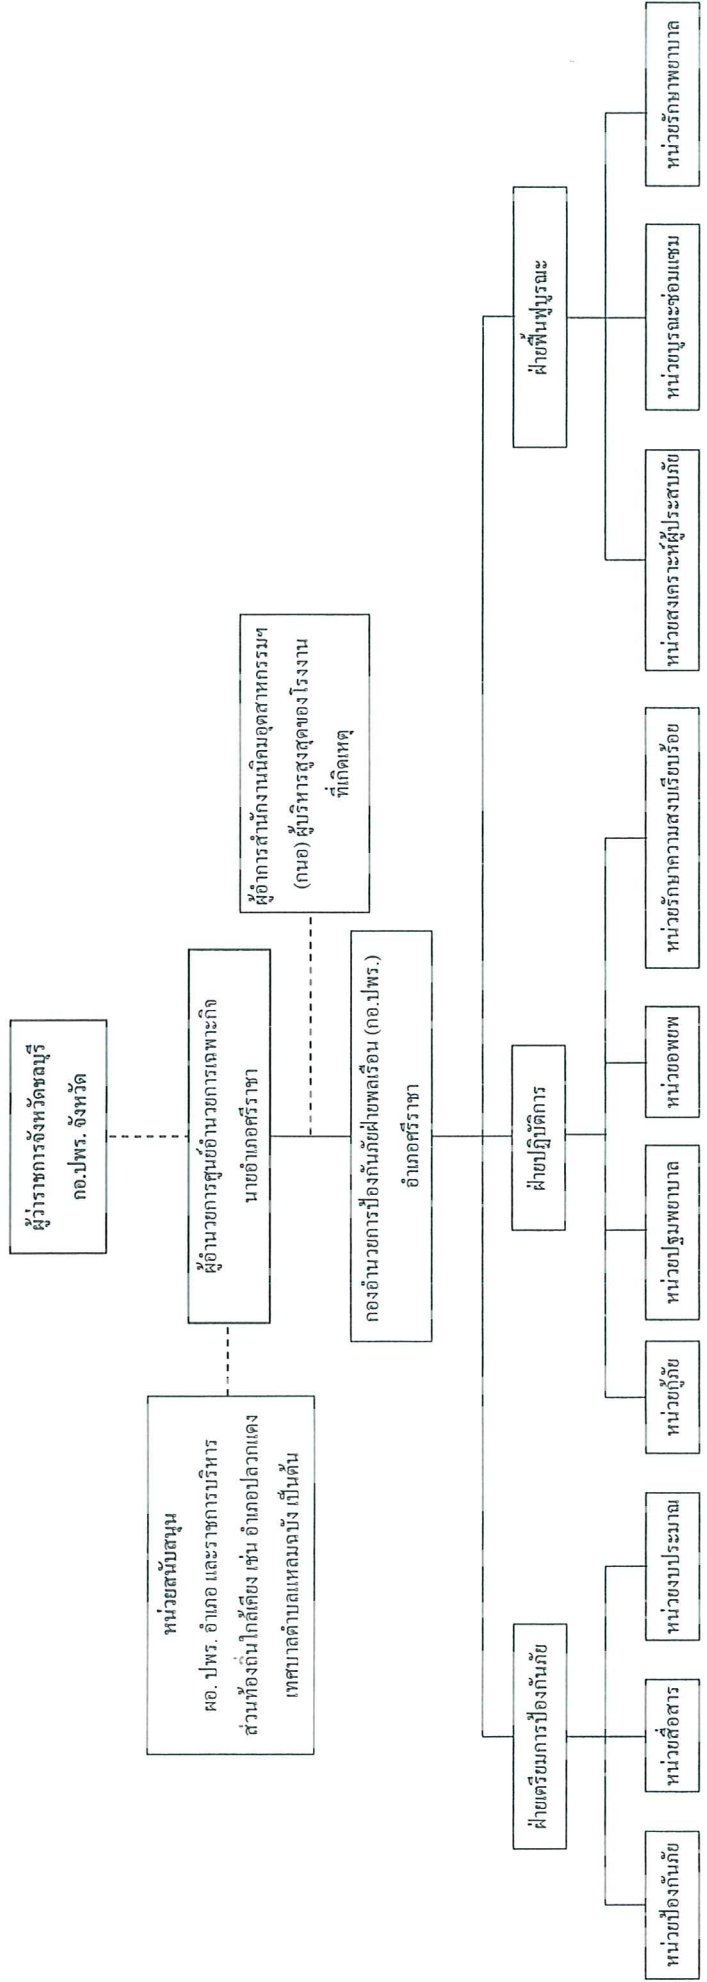 ผู้ว่าราชการจังหวัดชลบุรี
กอ.ปพร. จังหวัด
ผู้อำนวยการศูนย์อำนวยการเฉพาะกิจ
นายอำเภอศรีราชา
หน่วยสนับสนุน
ผอ. ปพร. อำเภอ และราชการบริหาร
ส่วนท้องถิ่นใกล้เคียง เช่น อำเภอปลวกแดง
เทศบาลตำบลแหลมฉบัง เป็นต้น
ผู้อำการสำนักงานนิคมอุตสาหกรรมฯ
(กนอ) ผู้บริหารสูงสุดของโรงงาน
ที่เกิดเหตุ
กองอำนวยการป้องกันภัยฝ่ายพลเรือน (กอ.ปพร.)
อำเภอศรีราชา
ฝ่ายเตรียมการป้องกันภัย
ฝ่ายปฏิบัติการ
ฝ่ายฟื้นฟูบูรณะ
หน่วยป้องกันภัย
หน่วยสื่อสาร
หน่วยงบประมาณ
หน่วยกู้ภัย
หน่วยปฐมพยาบาล
หน่วยอพยพ
หน่วยรักษาความสงบเรียบร้อย
หน่วยสงเคราะห์ผู้ประสบภัย
หน่วยบูรณะซ่อมแซม
หน่วยรักษาพยาบาล